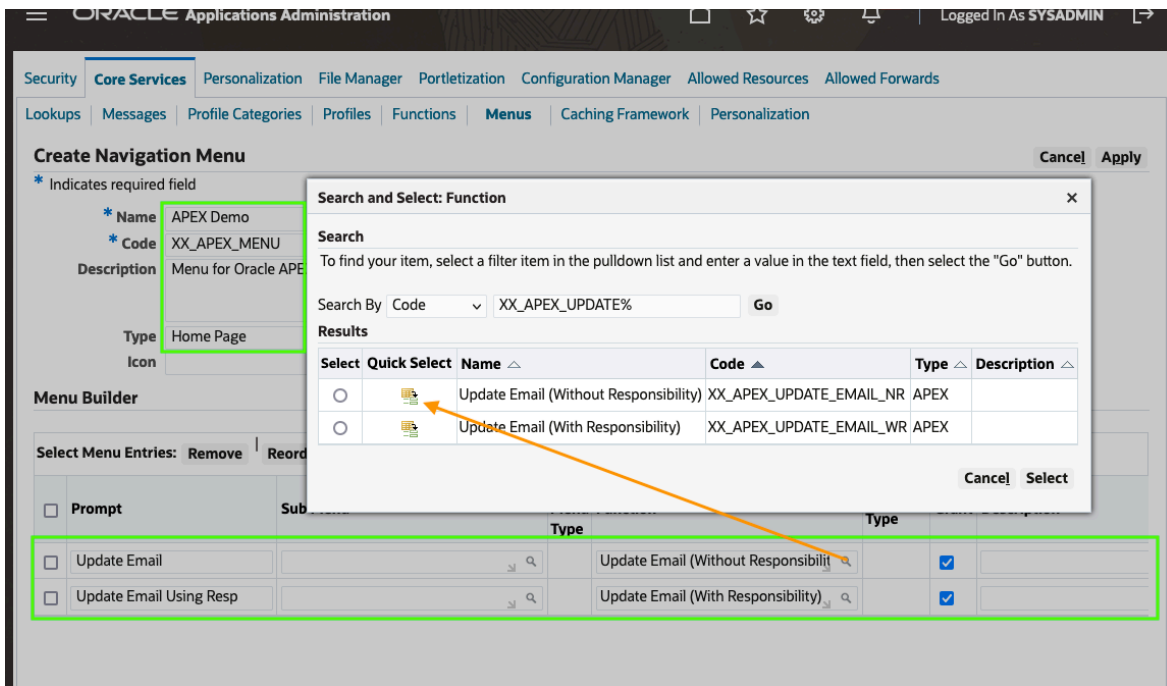 ORACLE Applications Administration
Logged In As SYSADMIN
Security Core Services Personalization File Manager Portletization Configuration Manager Allowed Resources Allowed Forwards
Lookups Messages Profile Categories Profiles Functions Menus Caching Framework Personalization
Create Navigation Menu
Cancel Apply
* Indicates required field
* Name APEX Demo
* Code XX_APEX_MENU
Description Menu for Oracle APE
Type Home Page
Icon
Search and Select: Function
Search
To find your item, select a filter item in the pulldown list and enter a value in the text field, then select the "Go" button.
Search By Code XX_APEX_UPDATE% Go
Results
Select Quick Select Name Code Type Description
Update Email (Without Responsibility) XX_APEX_UPDATE_EMAIL_NR APEX
Update Email (With Responsibility) XX_APEX_UPDATE_EMAIL_WR APEX
Cancel Select
Menu Builder
Select Menu Entries: Remove Reord
Prompt Sub
Type Type
Update Email Update Email (Without Responsibilit
Update Email Using Resp Update Email (With Responsibility)